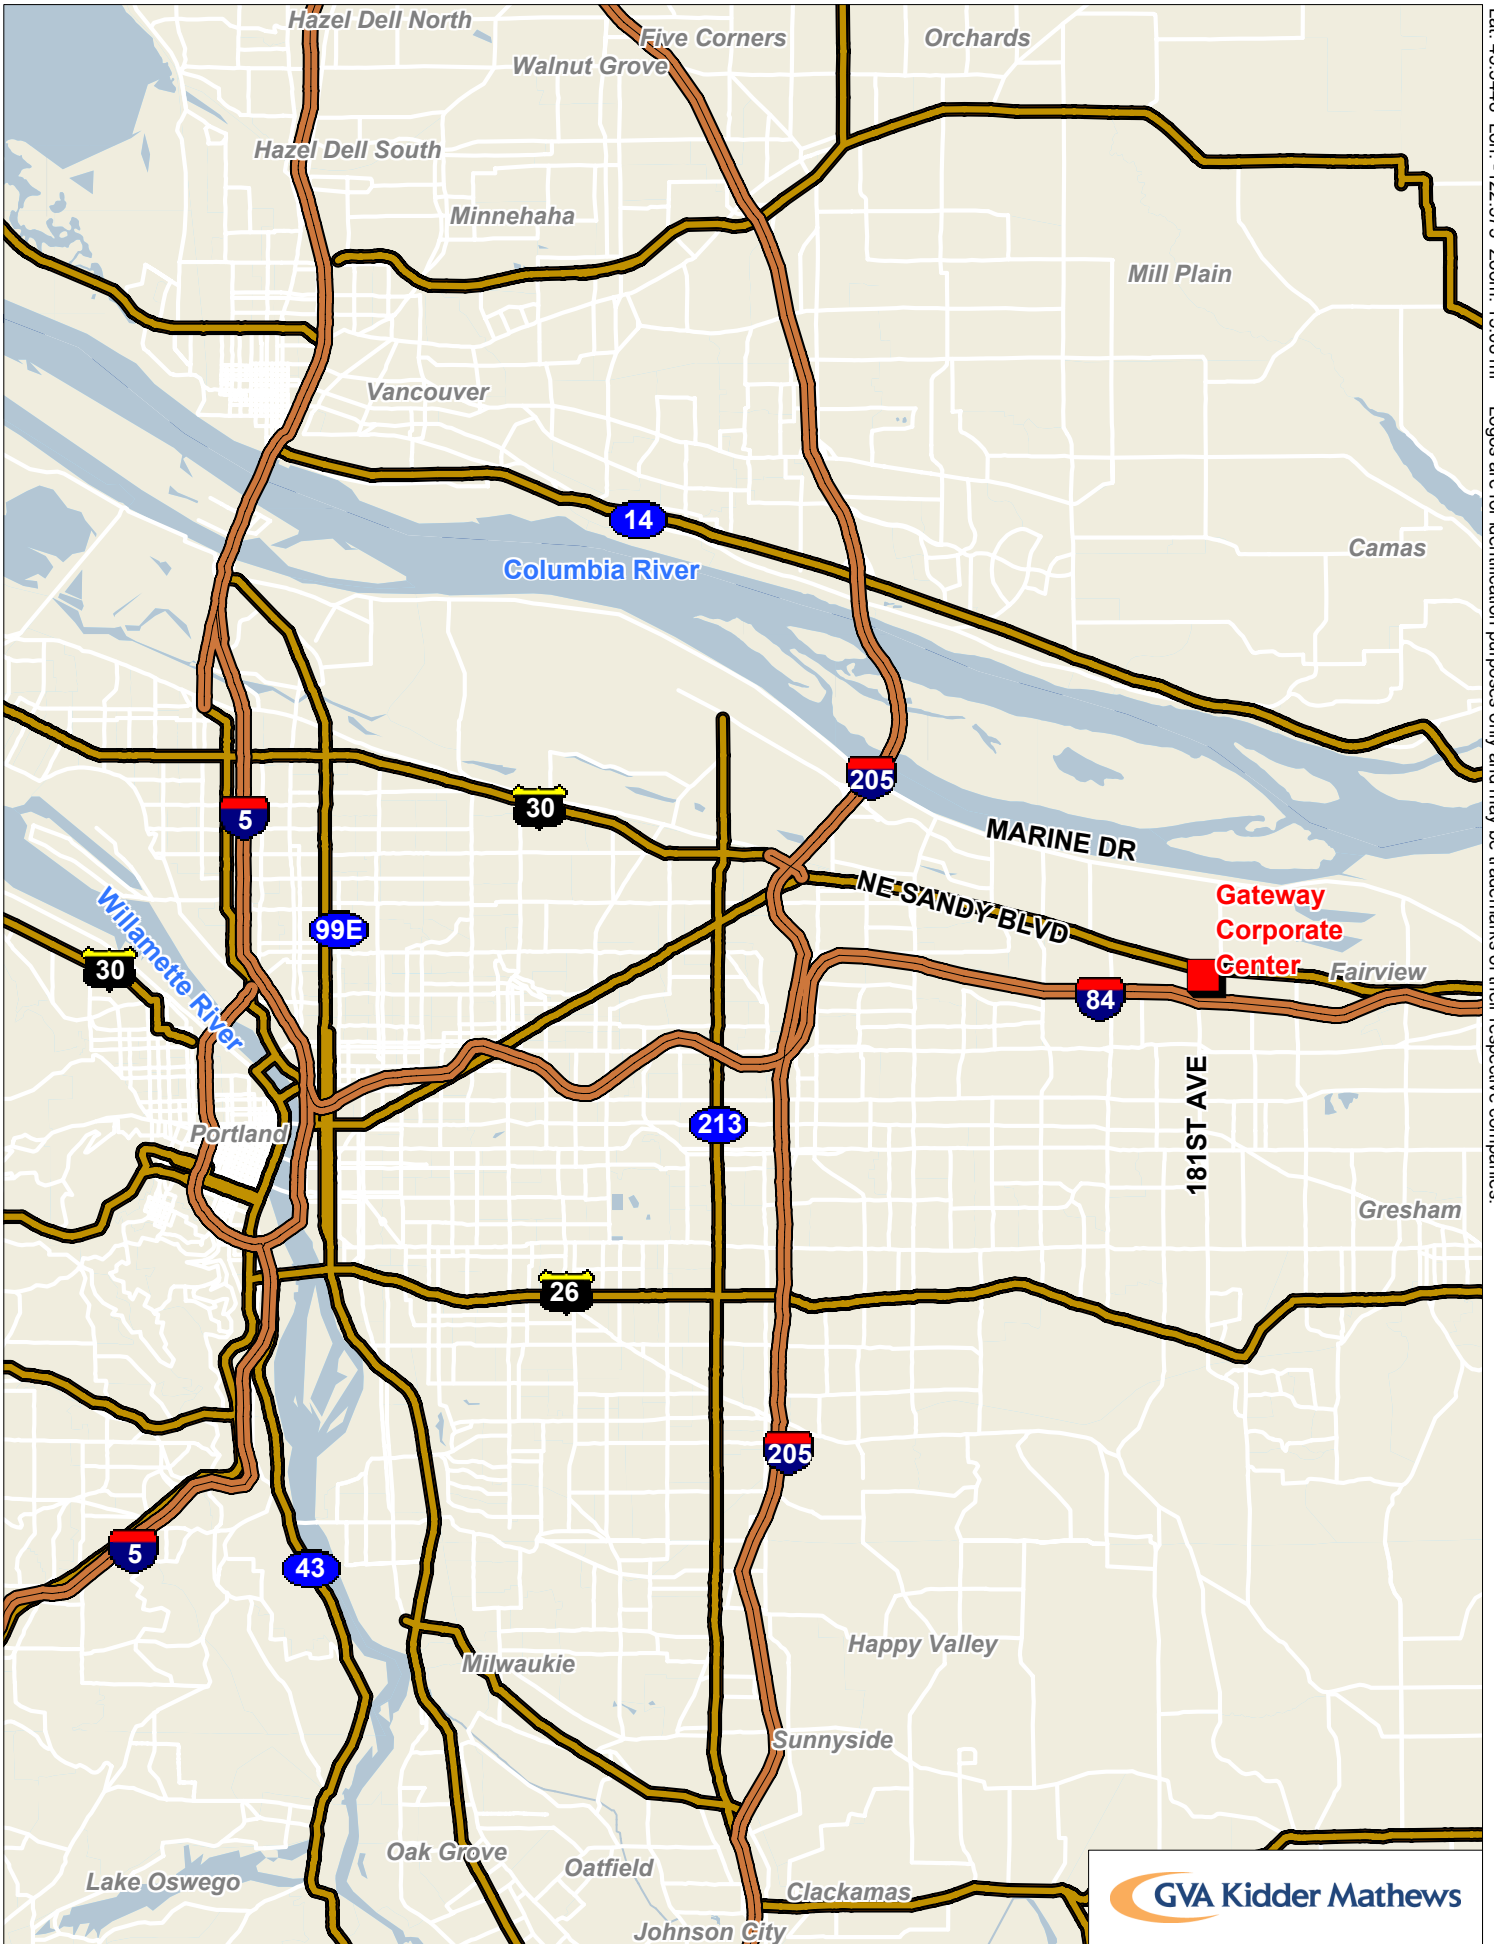 Hazel Dell North
Five Corners
Orchards
Walnut Grove
Hazel Dell South
Minnehaha
Mill Plain
Vancouver
14
Camas
Columbia River
205
30
5
MARINE DR
NE SANDY BLVD
Gateway
Corporate
Center
99E
Willamette River
30
Fairview
84
181ST AVE
213
Portland
Gresham
26
205
5
43
Happy Valley
Milwaukie
Sunnyside
Oak Grove
Oatfield
Lake Oswego
Clackamas
Johnson City
GVA Kidder Mathews